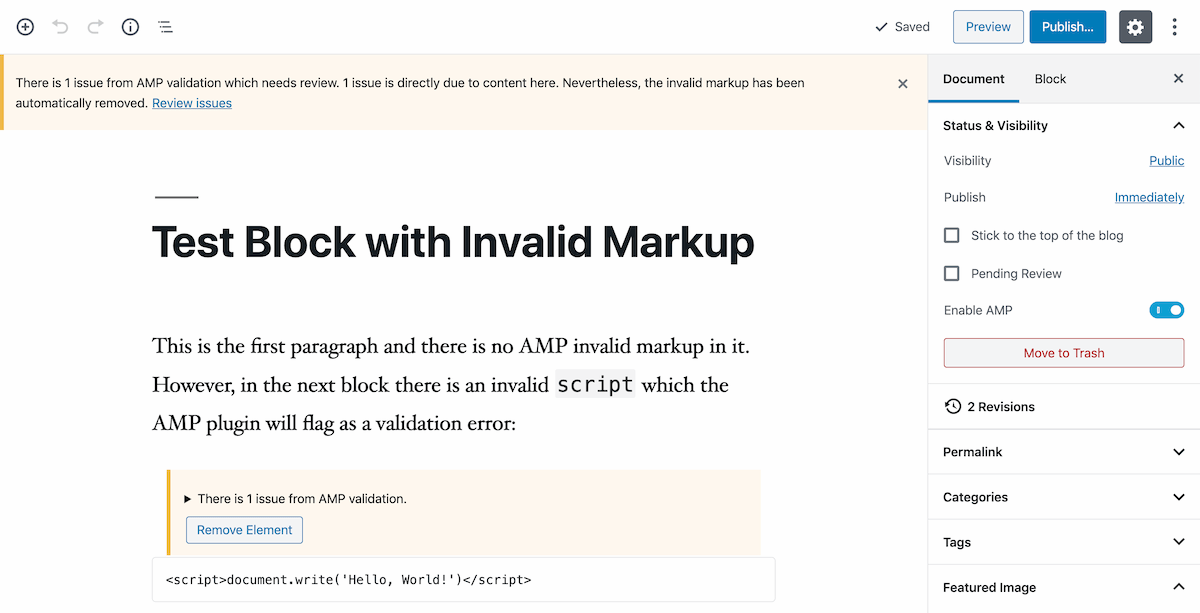 Saved
Preview
Publish...
There is 1 issue from AMP validation which needs review. 1 issue is directly due to content here. Nevertheless, the invalid markup has been
automatically removed. Review issues
Test Block with Invalid Markup
This is the first paragraph and there is no AMP invalid markup in it.
However, in the next block there is an invalid script which the
AMP plugin will flag as a validation error:
There is 1 issue from AMP validation.
Remove Element
<script>document.write('Hello, World!')</script>
Document
Block
Status & Visibility
Visibility
Public
Publish
Immediately
Stick to the top of the blog
Pending Review
Enable AMP
Move to Trash
2 Revisions
Permalink
Categories
Tags
Featured Image